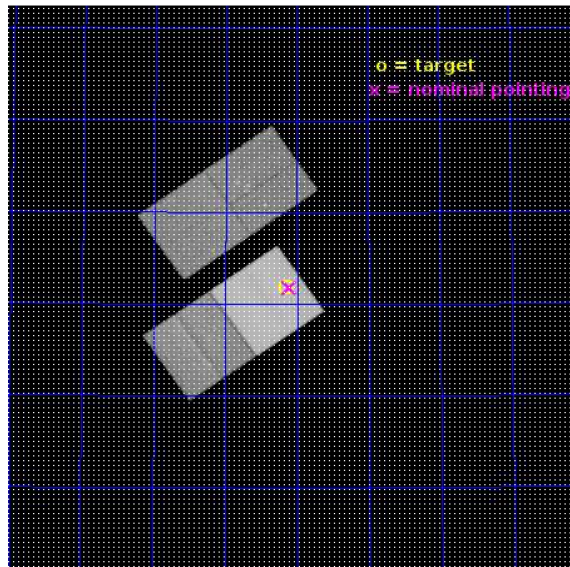 o = target
x = nominal pointing